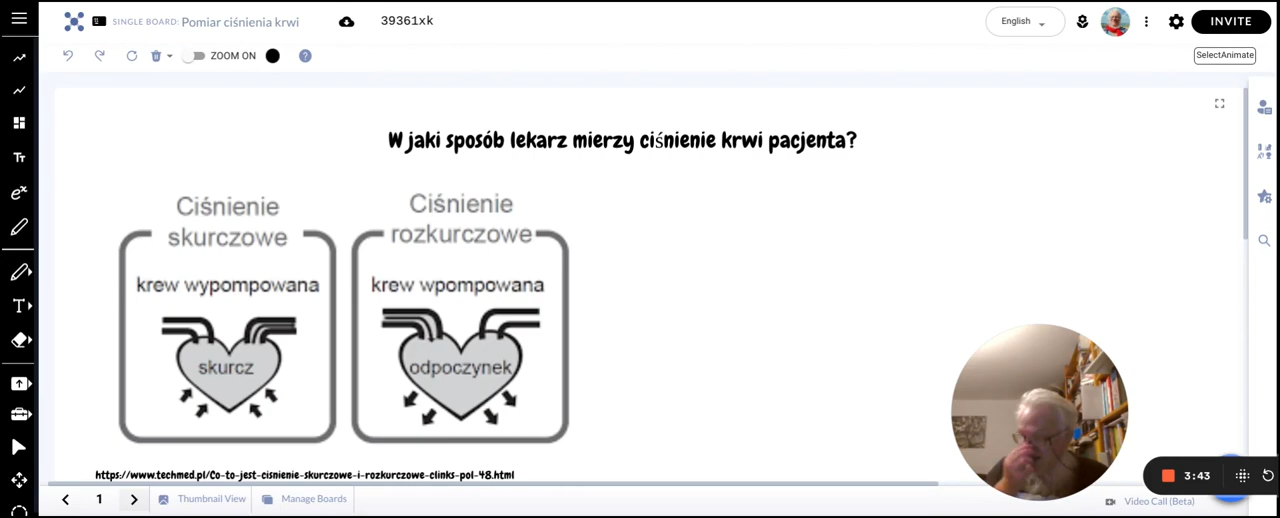 SINGLE BOARD: Pomiar ciśnienia krwi
39361xk
English
INVITE
ZOOM ON
?
SelectAnimate
W jaki sposób lekarz mierzy ciśnienie krwi pacjenta?
Ciśnienie
skurczowe
krew wypompowana
skurcz
Ciśnienie
rozkurczowe
krew wpompowana
odpoczynek
https://www.techmed.pl/Co-to-jest-cisnienie-skurczowe-i-rozkurczowe-clinks-pol-48.html
3:43
1
Thumbnail View
Manage Boards
Video Call (Beta)
Tт
eˣ
T